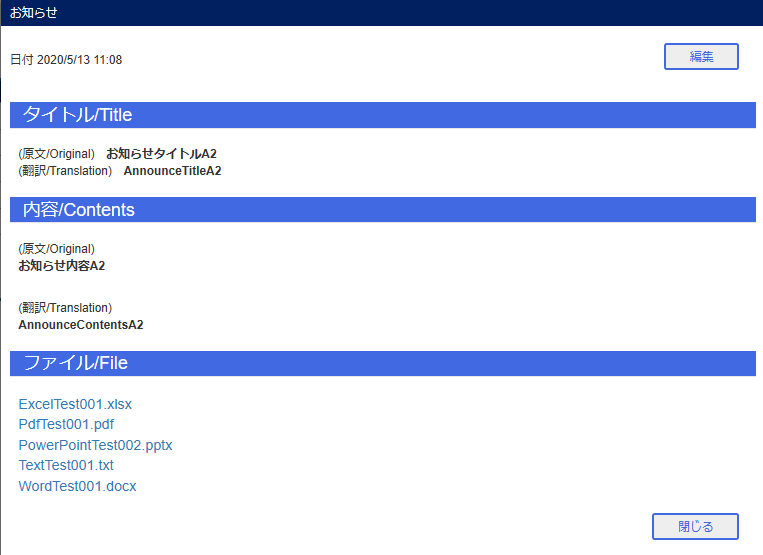 お知らせ
日付 2020/5/13 11:08
編集
タイトル/Title
(原文/Original) お知らせタイトルA2
(翻訳/Translation) AnnounceTitleA2
内容/Contents
(原文/Original)
お知らせ内容A2
(翻訳/Translation)
AnnounceContentsA2
ファイル/File
ExcelTest001.xlsx
PdfTest001.pdf
PowerPointTest002.pptx
TextTest001.txt
WordTest001.docx
閉じる